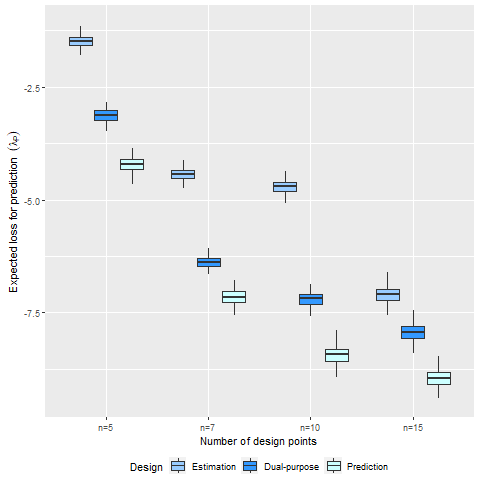 Expected loss for prediction (λₚ)
-2.5
-5.0
-7.5
n=5 n=7 n=10 n=15
Number of design points
Design Estimation Dual-purpose Prediction